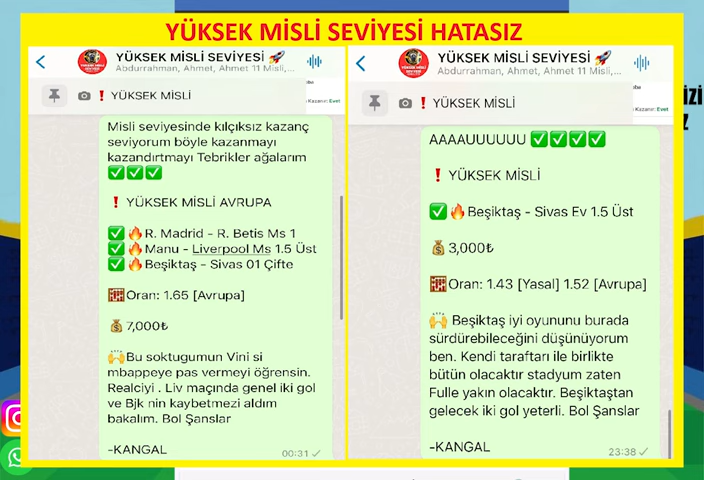 YÜKSEK MİSLİ SEVİYESİ HATASIZ
YÜKSEK MİSLİ SEVİYESİ 🚀
Abdurrahman, Ahmet, Ahmet 11 Misli,...
Kazanır: Evet
❗ YÜKSEK MİSLİ
Misli seviyesinde kılçıksız kazanç
seviyorum böyle kazanmayı
kazandırtmayı Tebrikler ağalarım
✅✅✅
❗ YÜKSEK MİSLİ AVRUPA
✅🔥R. Madrid - R. Betis Ms 1
✅🔥Manu - Liverpool Ms 1.5 Üst
✅🔥Beşiktaş - Sivas 01 Çifte
🧮Oran: 1.65 [Avrupa]
💰7,000₺
🙌Bu soktugumun Vini si
mbappeye pas vermeyi öğrensin.
Realciyi . Liv maçında genel iki gol
ve Bjk nin kaybetmezi aldım
bakalım. Bol Şanslar
-KANGAL
00:31
YÜKSEK MİSLİ SEVİYESİ 🚀
Abdurrahman, Ahmet, Ahmet 11 Misli,...
Kazanır: Evet
❗ YÜKSEK MİSLİ
AAAAUUUUUU ✅✅✅✅
❗ YÜKSEK MİSLİ
✅🔥Beşiktaş - Sivas Ev 1.5 Üst
💰3,000₺
🧮Oran: 1.43 [Yasal] 1.52 [Avrupa]
🙌 Beşiktaş iyi oyununu burada
sürdürebileceğini düşünüyorum
ben. Kendi taraftarı ile birlikte
bütün olacaktır stadyum zaten
Fulle yakın olacaktır. Beşiktaştan
gelecek iki gol yeterli. Bol Şanslar
-KANGAL
23:38